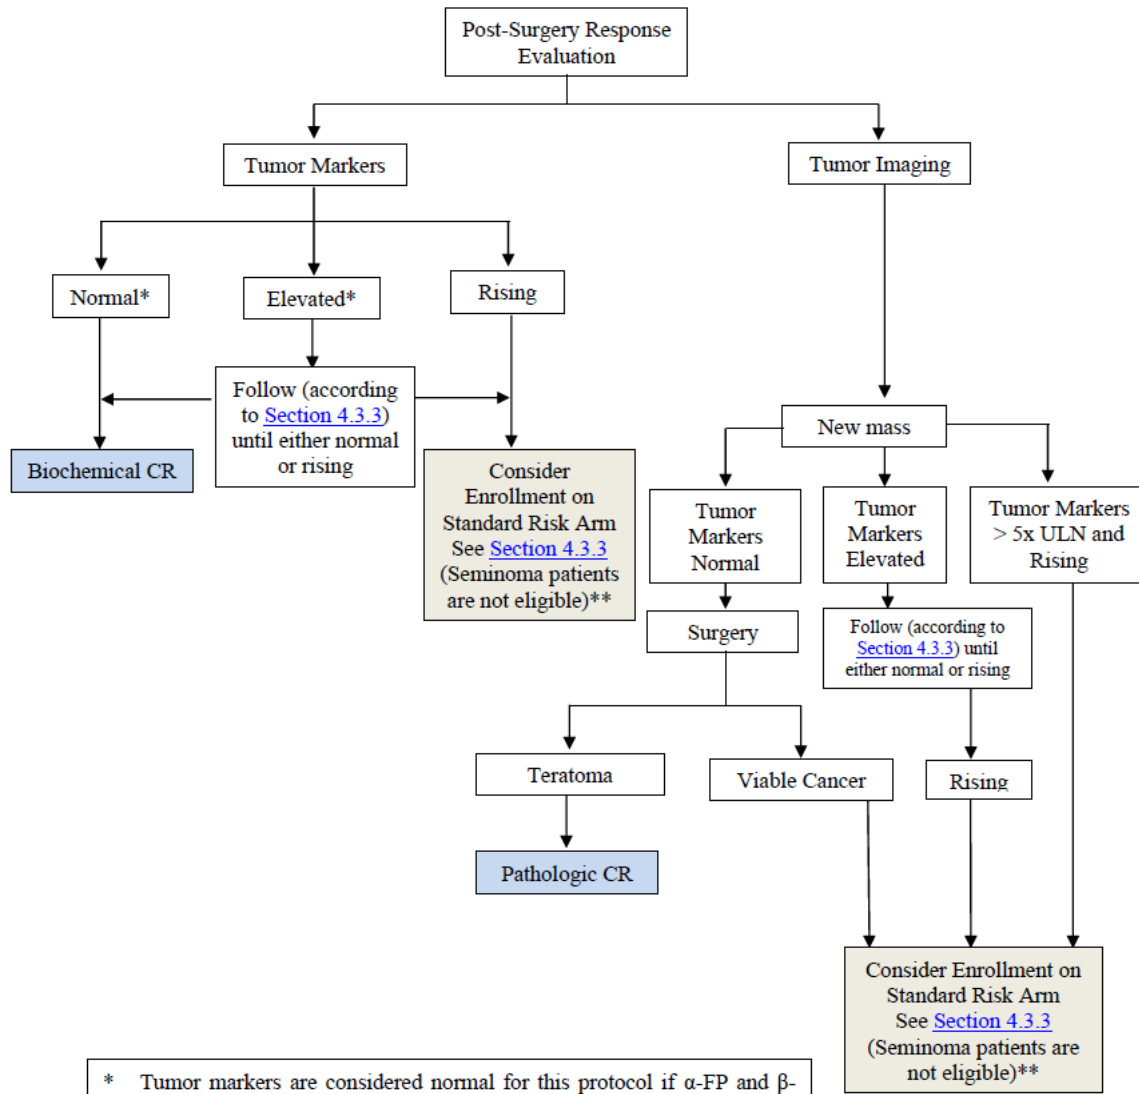 Post-Surgery Response
Evaluation
Tumor Markers
Tumor Imaging
Normal*
Elevated*
Rising
Follow (according
to Section 4.3.3)
until either normal
or rising
Biochemical CR
Consider
Enrollment on
Standard Risk Arm
See Section 4.3.3
(Seminoma patients
are not eligible)**
New mass
Tumor
Markers
Normal
Tumor
Markers
Elevated
Tumor Markers
> 5x ULN and
Rising
Surgery
Follow (according to
Section 4.3.3) until
either normal or rising
Teratoma
Viable Cancer
Rising
Pathologic CR
Consider Enrollment on
Standard Risk Arm
See Section 4.3.3
(Seminoma patients are
not eligible)**
* Tumor markers are considered normal for this protocol if α-FP and β-